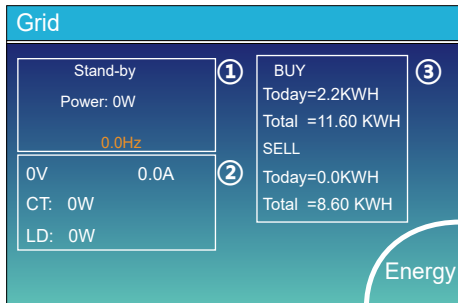 Grid
Stand-by
Power: 0W
0.0Hz
①
0V 0.0A
CT: 0W
LD: 0W
②
BUY
Today=2.2KWH
Total =11.60 KWH
SELL
Today=0.0KWH
Total =8.60 KWH
③
Energy